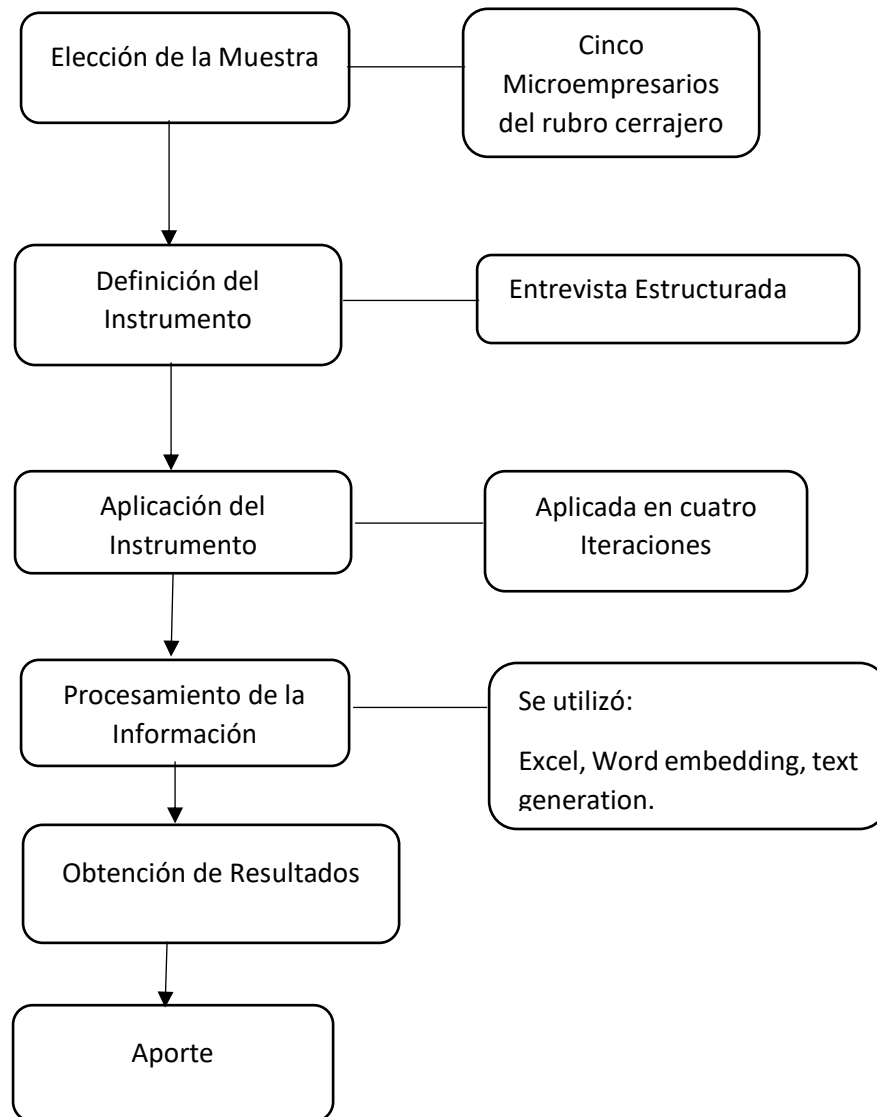 Elección de la Muestra
Cinco
Microempresarios
del rubro cerrajero
Definición del
Instrumento
Entrevista Estructurada
Aplicación del
Instrumento
Aplicada en cuatro
Iteraciones
Procesamiento de la
Información
Se utilizó:
Excel, Word embedding, text
generation.
Obtención de Resultados
Aporte